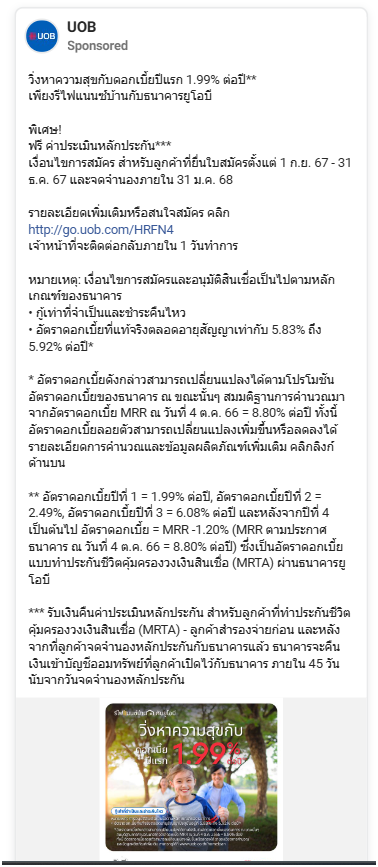 UOB
UOB
Sponsored
วิ่งหาความสุขกับดอกเบี้ยปีแรก 1.99% ต่อปี**
เพียงรีไฟแนนซ์บ้านกับธนาคารยูโอบี
พิเศษ!
ฟรี ค่าประเมินหลักประกัน***
เงื่อนไขการสมัคร สำหรับลูกค้าที่ยื่นใบสมัครตั้งแต่ 1 ก.ย. 67 - 31
ธ.ค. 67 และจดจำนองภายใน 31 ม.ค. 68
รายละเอียดเพิ่มเติมหรือสนใจสมัคร คลิก
http://go.uob.com/HRFN4
เจ้าหน้าที่จะติดต่อกลับภายใน 1 วันทำการ
หมายเหตุ: เงื่อนไขการสมัครและอนุมัติสินเชื่อเป็นไปตามหลัก
เกณฑ์ของธนาคาร
• กู้เท่าที่จำเป็นและชำระคืนไหว
• อัตราดอกเบี้ยที่แท้จริงตลอดอายุสัญญาเท่ากับ 5.83% ถึง
5.92% ต่อปี*
* อัตราดอกเบี้ยดังกล่าวสามารถเปลี่ยนแปลงได้ตามโปรโมชัน
อัตราดอกเบี้ยของธนาคาร ณ ขณะนั้นๆ สมมติฐานการคำนวณมา
จากอัตราดอกเบี้ย MRR ณ วันที่ 4 ต.ค. 66 = 8.80% ต่อปี ทั้งนี้
อัตราดอกเบี้ยลอยตัวสามารถเปลี่ยนแปลงเพิ่มขึ้นหรือลดลงได้
รายละเอียดการคำนวณและข้อมูลผลิตภัณฑ์เพิ่มเติม คลิกลิงก์
ด้านบน
** อัตราดอกเบี้ยปีที่ 1 = 1.99% ต่อปี, อัตราดอกเบี้ยปีที่ 2 =
2.49%, อัตราดอกเบี้ยปีที่ 3 = 6.08% ต่อปี และหลังจากปีที่ 4
เป็นต้นไป อัตราดอกเบี้ย = MRR -1.20% (MRR ตามประกาศ
ธนาคาร ณ วันที่ 4 ต.ค. 66 = 8.80% ต่อปี) ซึ่งเป็นอัตราดอกเบี้ย
แบบทำประกันชีวิตคุ้มครองวงเงินสินเชื่อ (MRTA) ผ่านธนาคารยู
โอบี
*** รับเงินคืนค่าประเมินหลักประกัน สำหรับลูกค้าที่ทำประกันชีวิต
คุ้มครองวงเงินสินเชื่อ (MRTA) - ลูกค้าสำรองจ่ายก่อน และหลัง
จากที่ลูกค้าจดจำนองหลักประกันกับธนาคารแล้ว ธนาคารจะคืน
เงินเข้าบัญชีออมทรัพย์ที่ลูกค้าเปิดไว้กับธนาคาร ภายใน 45 วัน
นับจากวันจดจำนองหลักประกัน
วิ่งหาความสุขกับ
ดอกเบี้ย
ปีแรก
1.99%